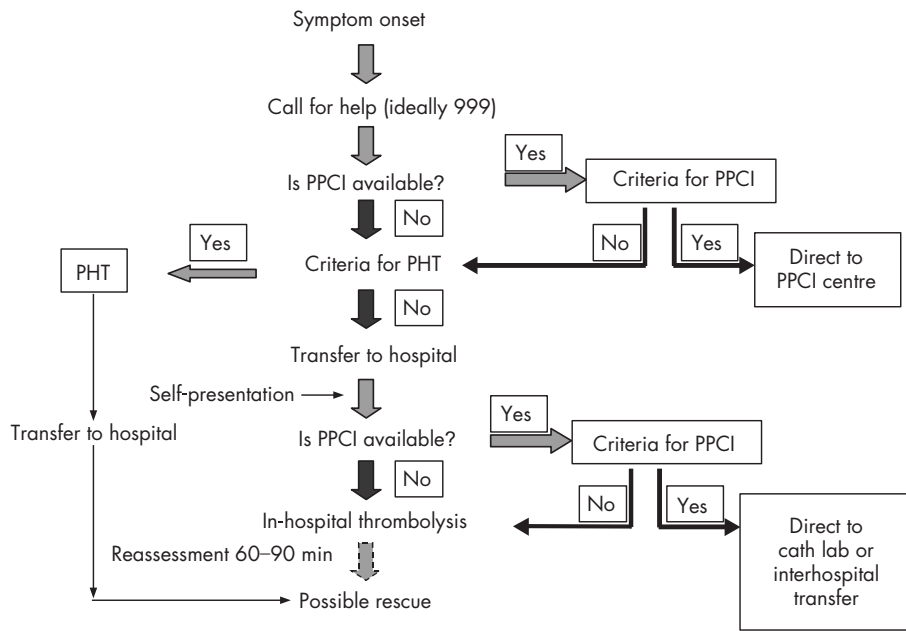 Symptom onset
Call for help (ideally 999)
Is PPCI available?
Yes
Criteria for PPCI
No
No
Yes
Direct to
PPCI centre
Criteria for PHT
Yes
PHT
No
Transfer to hospital
Self-presentation
Transfer to hospital
Is PPCI available?
Yes
Criteria for PPCI
No
No
Yes
Direct to
cath lab or
interhospital
transfer
In-hospital thrombolysis
Reassessment 60–90 min
Possible rescue